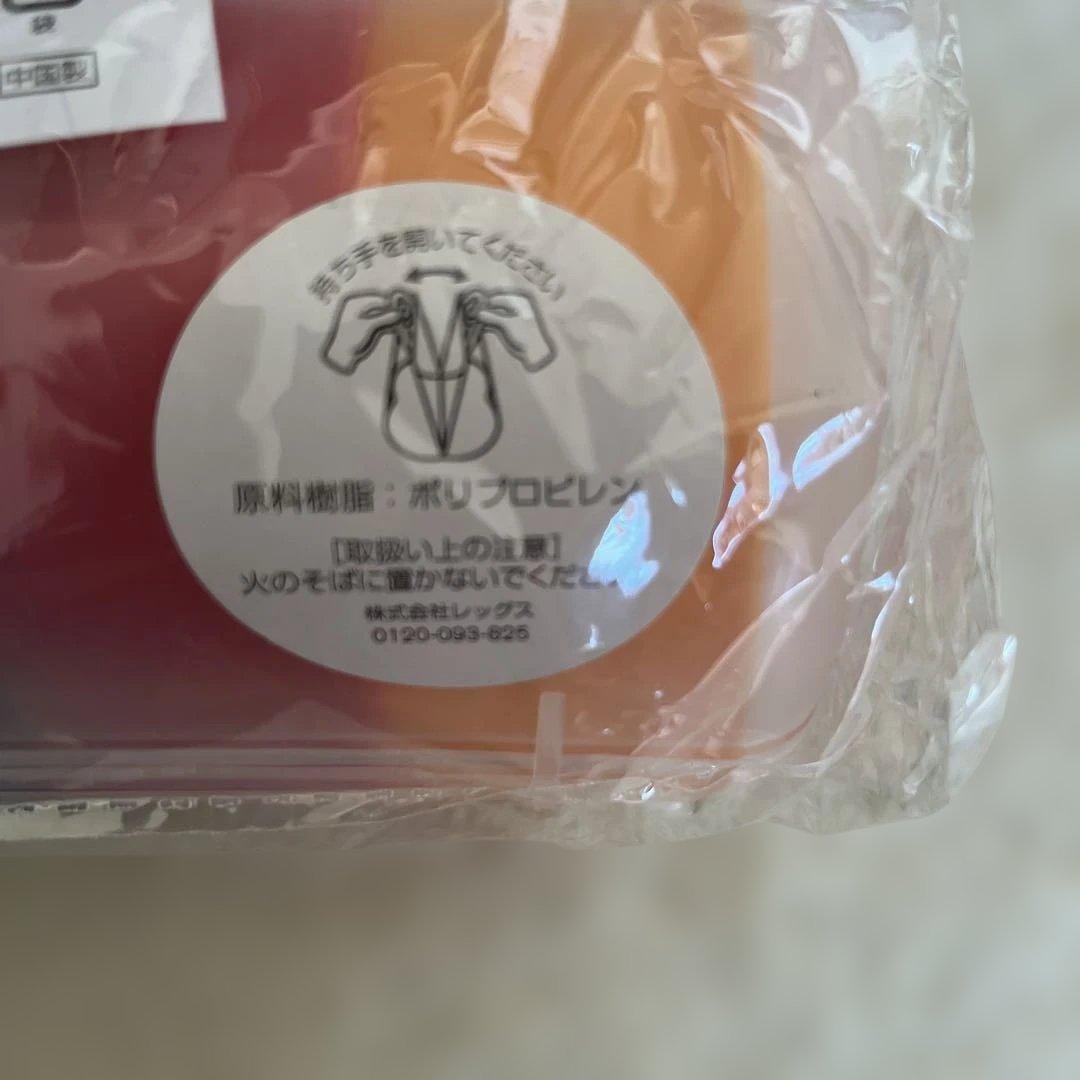 袋
中国製
持ち手を開いてください
原料樹脂：ポリプロピレン
[取扱い上の注意]
火のそばに置かないでくださ
株式会社レッグス
0120-093-625